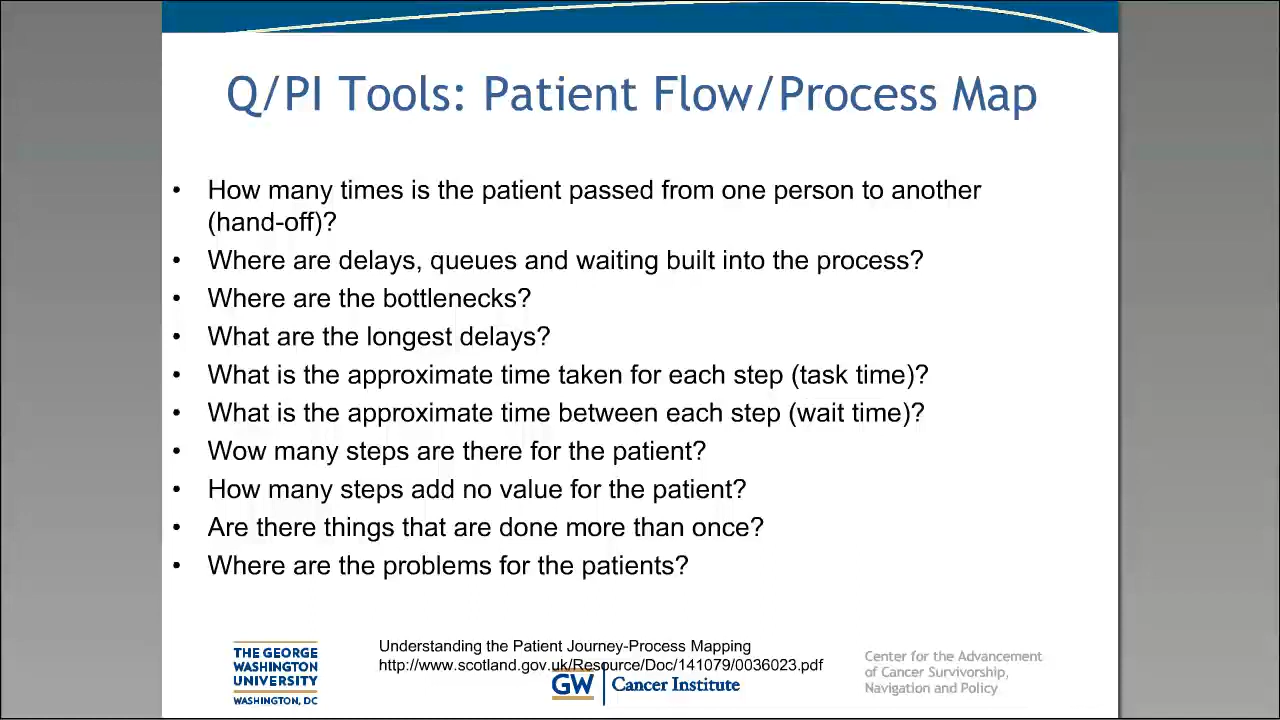 Q/PI Tools: Patient Flow/Process Map
• How many times is the patient passed from one person to another
(hand-off)?
• Where are delays, queues and waiting built into the process?
• Where are the bottlenecks?
• What are the longest delays?
• What is the approximate time taken for each step (task time)?
• What is the approximate time between each step (wait time)?
• Wow many steps are there for the patient?
• How many steps add no value for the patient?
• Are there things that are done more than once?
• Where are the problems for the patients?
THE GEORGE
WASHINGTON
UNIVERSITY
WASHINGTON, DC
Understanding the Patient Journey-Process Mapping
http://www.scotland.gov.uk/Resource/Doc/141079/0036023.pdf
GW Cancer Institute
Center for the Advancement
of Cancer Survivorship,
Navigation and Policy